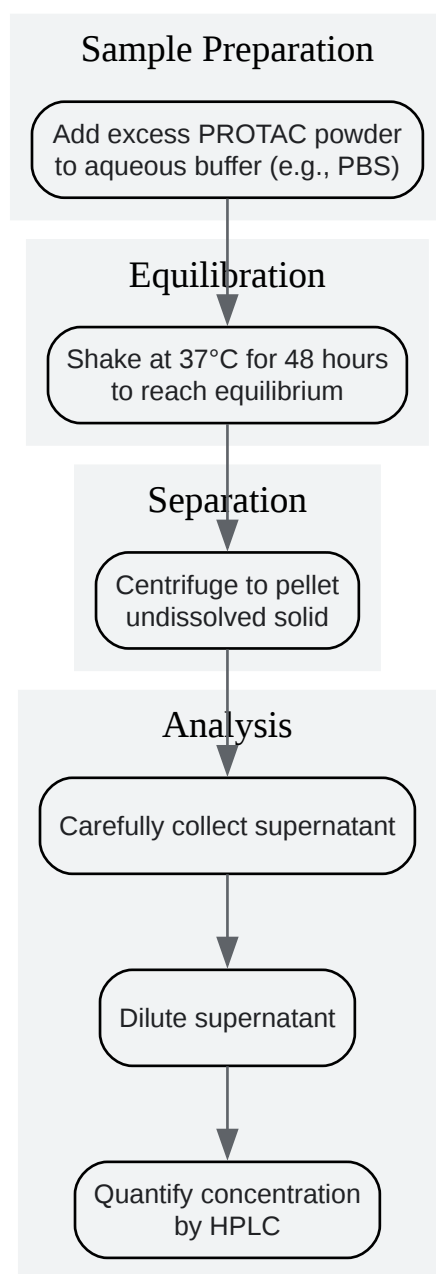 Sample Preparation
Add excess PROTAC powder
to aqueous buffer (e.g., PBS)
Equilibration
Shake at 37°C for 48 hours
to reach equilibrium
Separation
Centrifuge to pellet
undissolved solid
Analysis
Carefully collect supernatant
Dilute supernatant
Quantify concentration
by HPLC